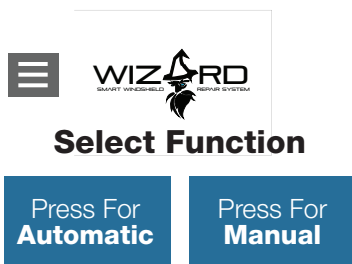 WIZARD
SMART WINDSHIELD REPAIR SYSTEM
Select Function
Press For
Automatic
Press For
Manual